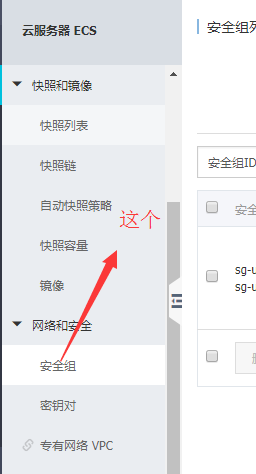 云服务器 ECS
快照和镜像
快照列表
快照链
自动快照策略
快照容量
镜像
网络和安全
安全组
密钥对
专有网络 VPC
这个
安全组列
安全组ID
安全
sg-u
sg-u